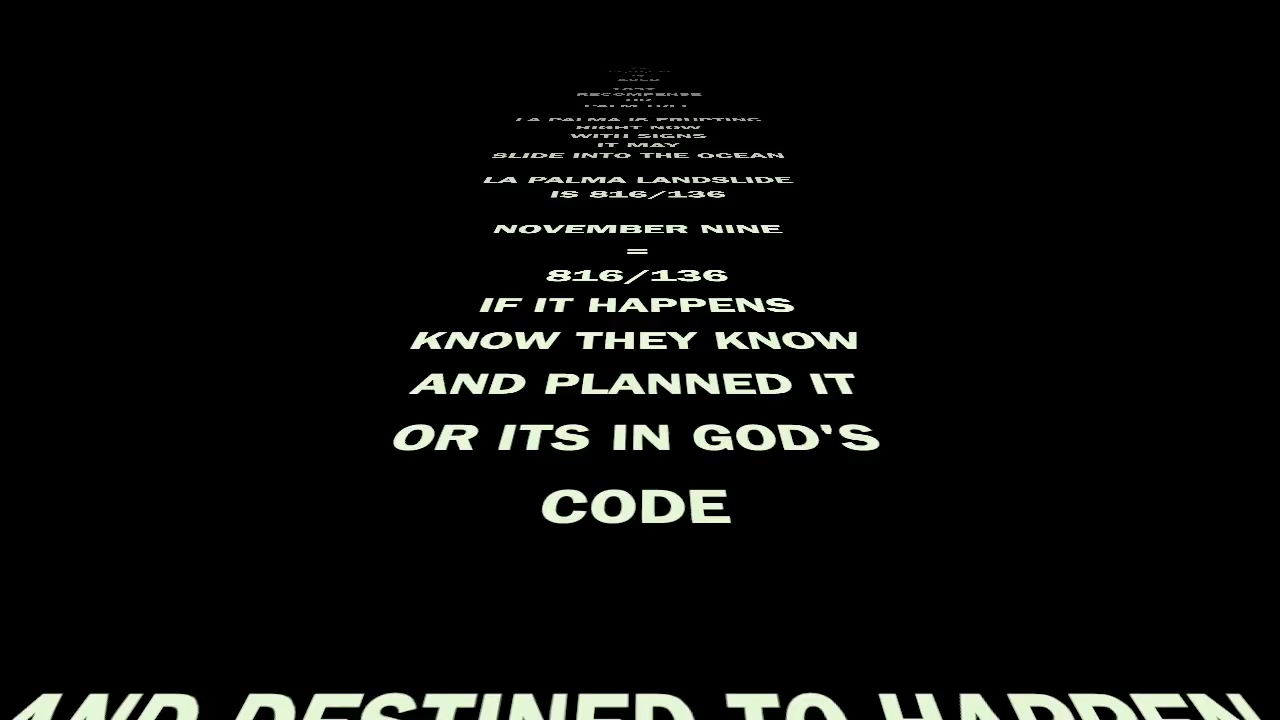 RECOMPENSE
LA PALMA IS ERUPTING
RIGHT NOW
WITH SIGNS
IT MAY
SLIDE INTO THE OCEAN
LA PALMA LANDSLIDE
IS 816/136
NOVEMBER NINE
=
816/136
IF IT HAPPENS
KNOW THEY KNOW
AND PLANNED IT
OR ITS IN GOD'S
CODE
AND DESTINED TO HAPPEN